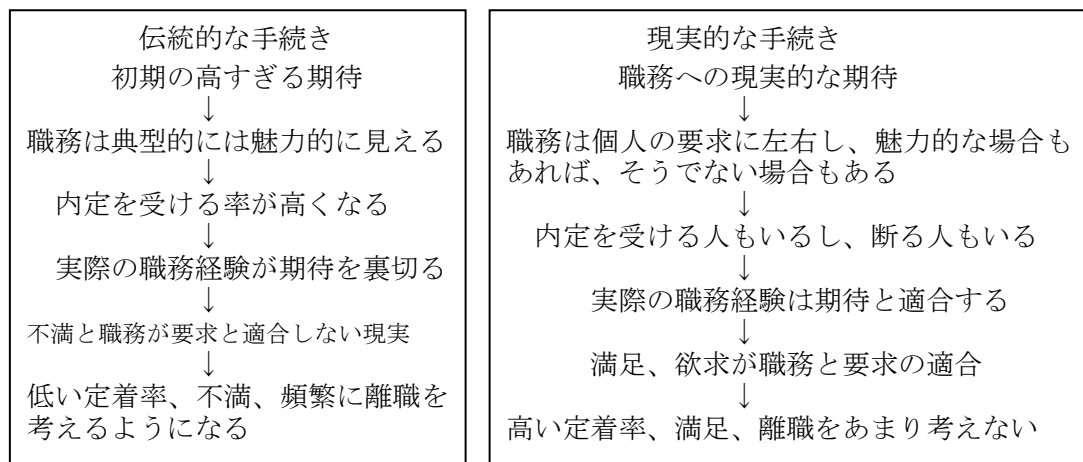 伝統的な手続き
初期の高すぎる期待
↓
職務は典型的には魅力的に見える
↓
内定を受ける率が高くなる
↓
実際の職務経験が期待を裏切る
↓
不満と職務が要求と適合しない現実
↓
低い定着率、不満、頻繁に離職を
考えるようになる
現実的な手続き
職務への現実的な期待
↓
職務は個人の要求に左右し、魅力的な場合も
あれば、そうでない場合もある
↓
内定を受ける人もいるし、断る人もいる
↓
実際の職務経験は期待と適合する
↓
満足、欲求が職務と要求の適合
↓
高い定着率、満足、離職をあまり考えない